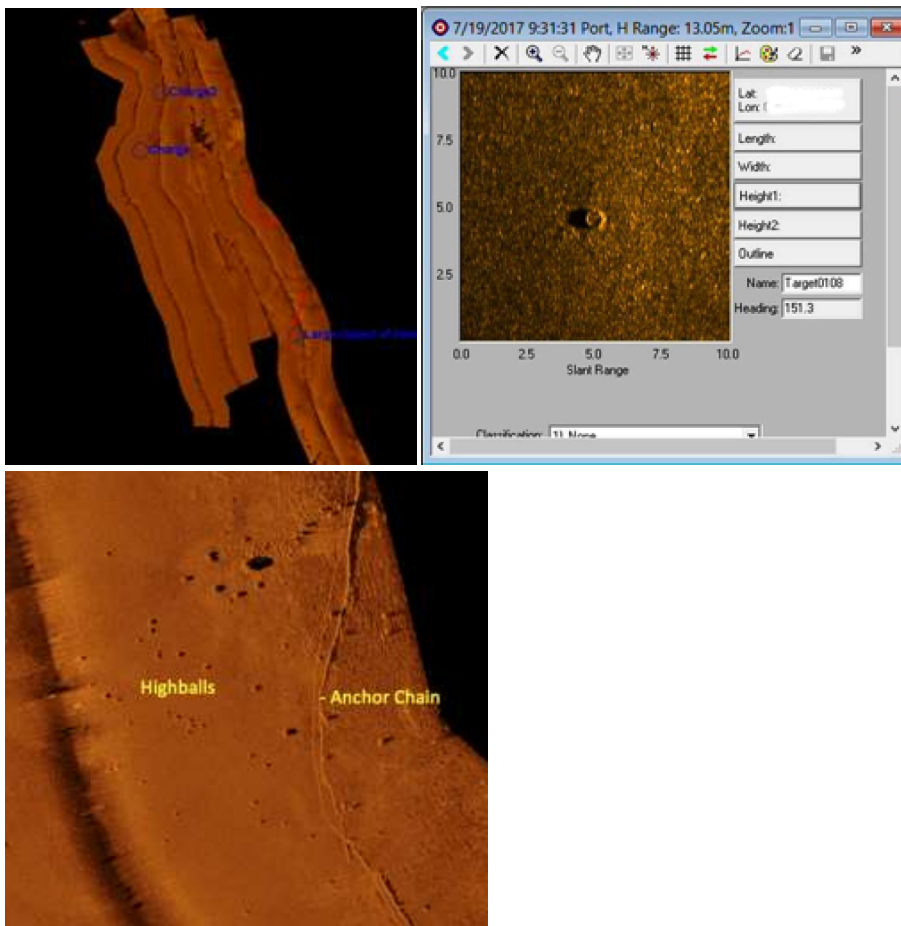 Charge
7/19/2017 9:31:31 Port, H Range: 13.05m, Zoom:1
»
10.0
7.5
5.0
2.5
0.0 2.5 5.0 7.5 10.0
Slant Range
Lat:
Lon:
Length:
Width:
Height1:
Height2:
Outline
Name: Target0108
Heading: 151.3
Classification: 1) None
Highballs
- Anchor Chain